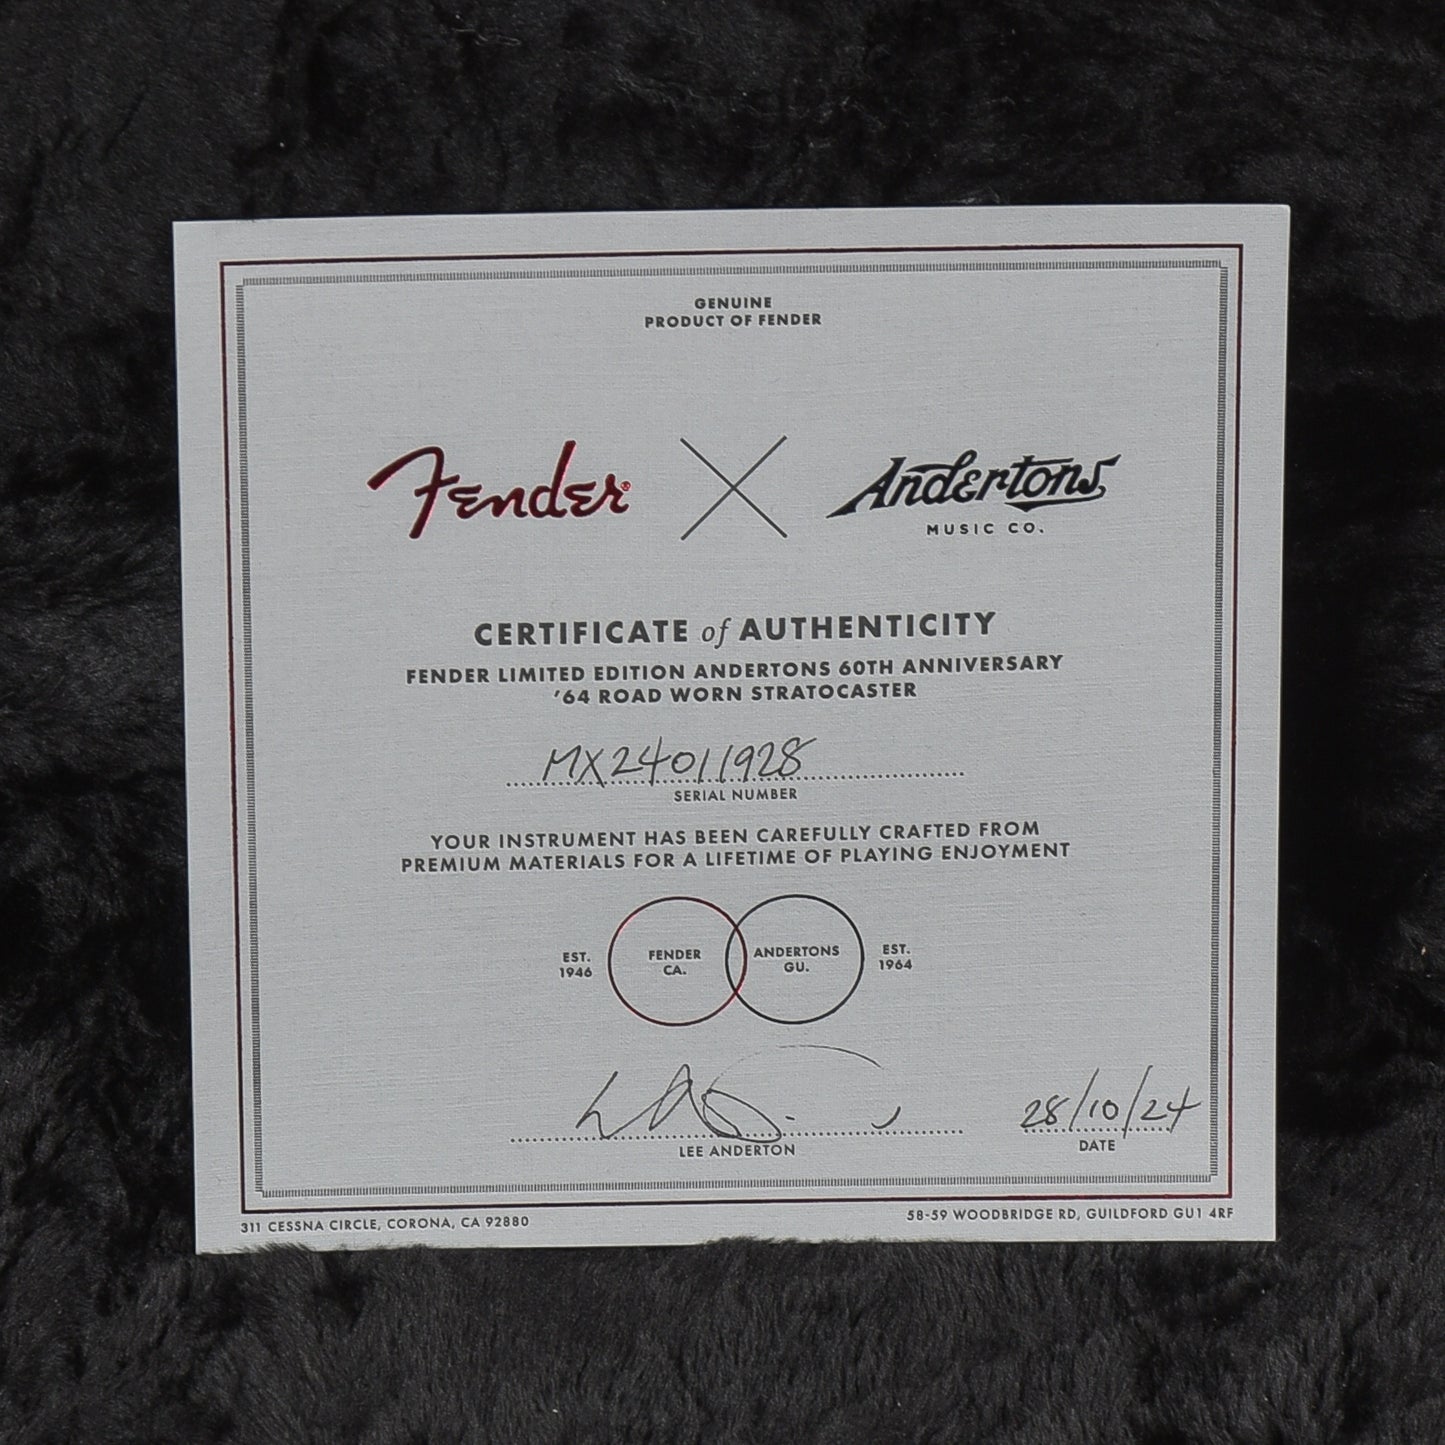 GENUINE
PRODUCT OF FENDER
Fender®
Andertons
MUSIC CO.
CERTIFICATE of AUTHENTICITY
FENDER LIMITED EDITION ANDERTONS 60TH ANNIVERSARY
'64 ROAD WORN STRATOCASTER
MX24011928
SERIAL NUMBER
YOUR INSTRUMENT HAS BEEN CAREFULLY CRAFTED FROM
PREMIUM MATERIALS FOR A LIFETIME OF PLAYING ENJOYMENT
EST.
1946
FENDER
CA.
ANDERTONS
GU.
EST.
1964
28/10/24
LEE ANDERTON
DATE
311 CESSNA CIRCLE, CORONA, CA 92880
58-59 WOODBRIDGE RD, GUILDFORD GU1 4RF